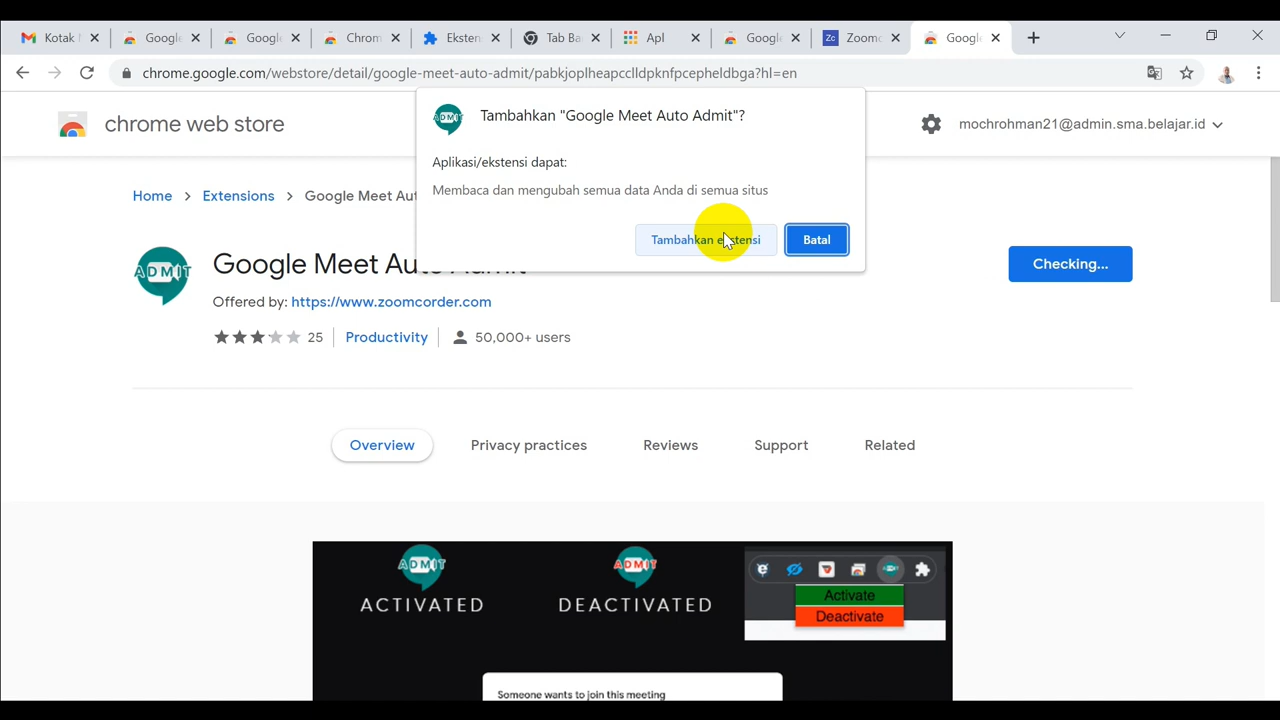 Kotak
Google
Google
Chrom
Eksten
Tab Ba
Apl
Google
Zoomc
Google
chrome.google.com/webstore/detail/google-meet-auto-admit/pabkjoplheapcclldpknfpcepheldbga?hl=en
Tambahkan "Google Meet Auto Admit"?
Aplikasi/ekstensi dapat:
Membaca dan mengubah semua data Anda di semua situs
Tambahkan ekstensi
Batal
chrome web store
mochrohman21@admin.sma.belajar.id
Home
Extensions
Google Meet Aut
ADMIT
Google Meet Auto Admit
Checking...
Offered by: https://www.zoomcorder.com
25
Productivity
50,000+ users
Overview
Privacy practices
Reviews
Support
Related
ADMIT
ACTIVATED
ADMIT
DEACTIVATED
Activate
Deactivate
Someone wants to join this meeting